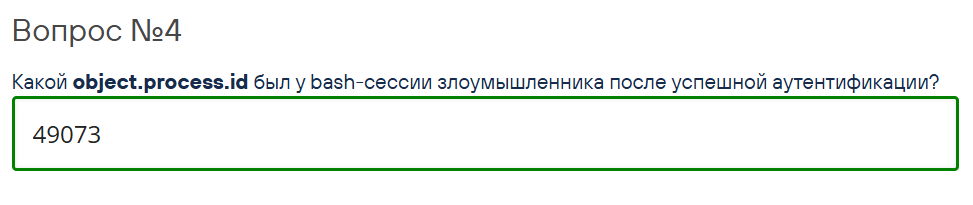 Вопрос №4
Какой object.process.id был у bash-сессии злоумышленника после успешной аутентификации?
49073